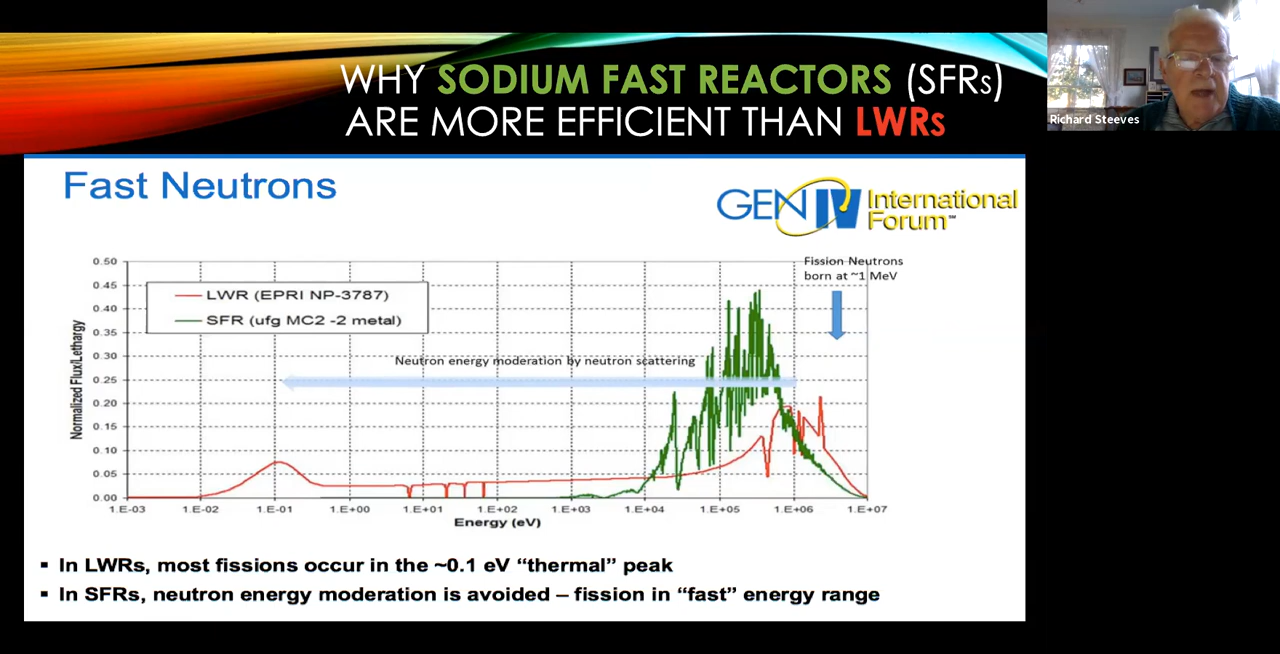 WHY SODIUM FAST REACTORS (SFRs)
ARE MORE EFFICIENT THAN LWRs
Richard Steeves
Fast Neutrons
GEN IV International
Forum™
Fission Neutrons
born at ~1 MeV
0.50
0.45
0.40
0.35
0.30
0.25
0.20
0.15
0.10
0.05
0.00
Normalized Flux/Lethargy
LWR (EPRI NP-3787)
SFR (ufg MC2 -2 metal)
Neutron energy moderation by neutron scattering
1.E-03 1.E-02 1.E-01 1.E+00 1.E+01 1.E+02 1.E+03 1.E+04 1.E+05 1.E+06 1.E+07
Energy (eV)
▪ In LWRs, most fissions occur in the ~0.1 eV “thermal” peak
▪ In SFRs, neutron energy moderation is avoided – fission in “fast” energy range